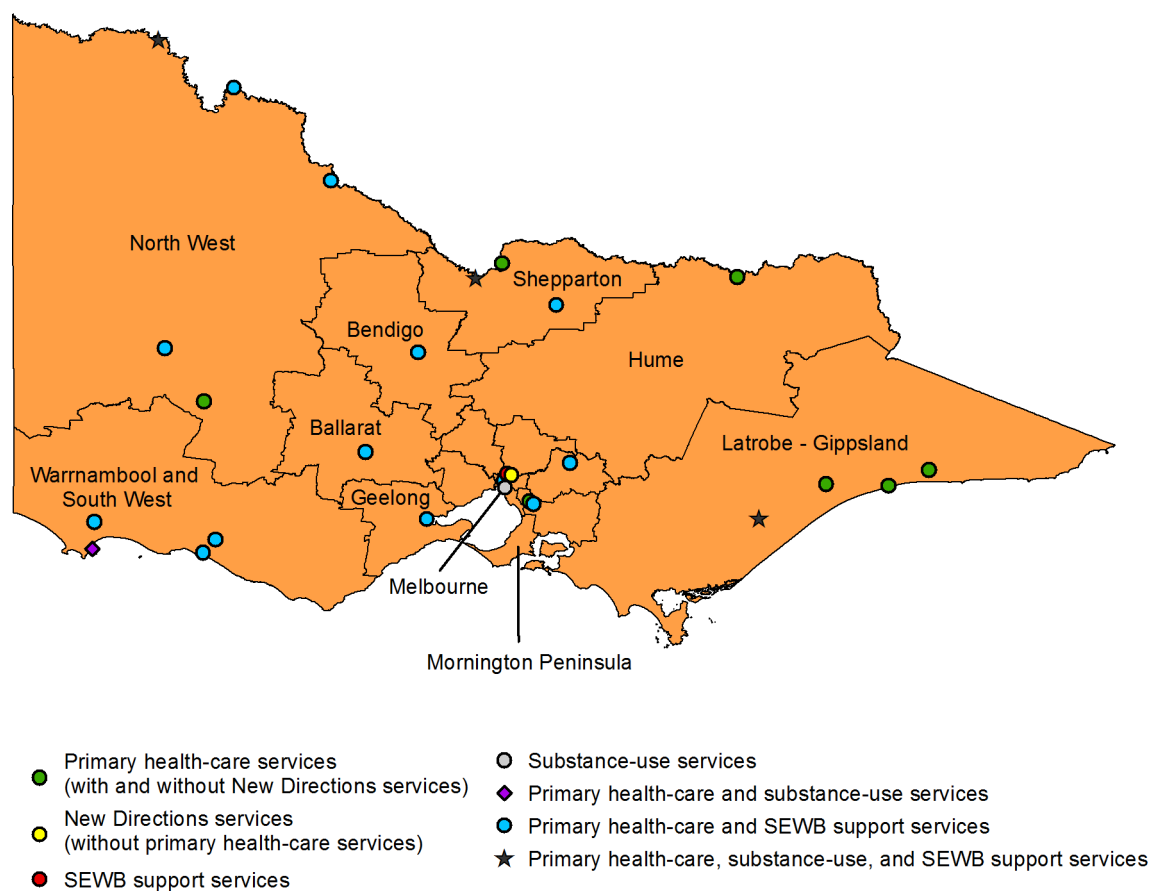 North West
Shepparton
Bendigo
Hume
Ballarat
Latrobe - Gippsland
Warrnambool and
South West
Geelong
Melbourne
Mornington Peninsula
Primary health-care services
(with and without New Directions services)
New Directions services
(without primary health-care services)
SEWB support services
Substance-use services
Primary health-care and substance-use services
Primary health-care and SEWB support services
Primary health-care, substance-use, and SEWB support services